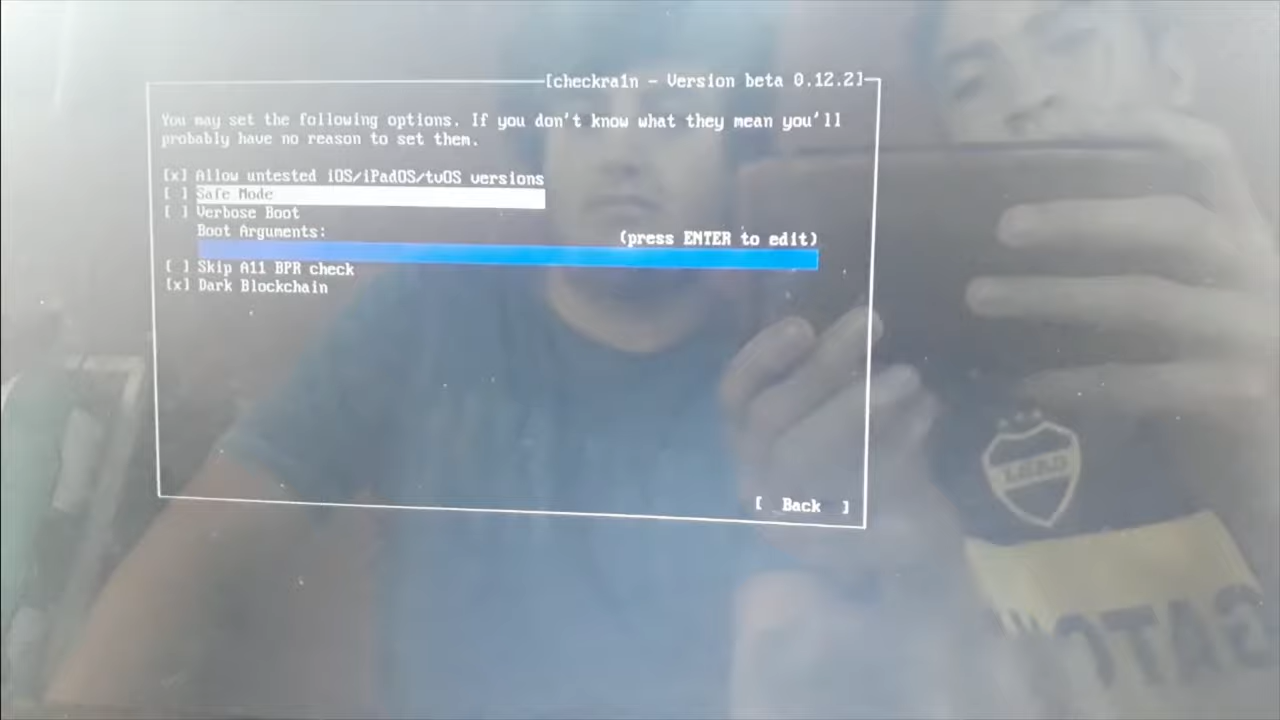 [checkra1n - Version beta 0.12.2]
You may set the following options. If you don't know what they mean you'll
probably have no reason to set them.
[x] Allow untested iOS/iPadOS/tvOS versions
[ ] Safe Mode
[ ] Verbose Boot
Boot Arguments:
(press ENTER to edit)
[ ] Skip A11 BPR check
[x] Dark Blockchain
[ Back ]